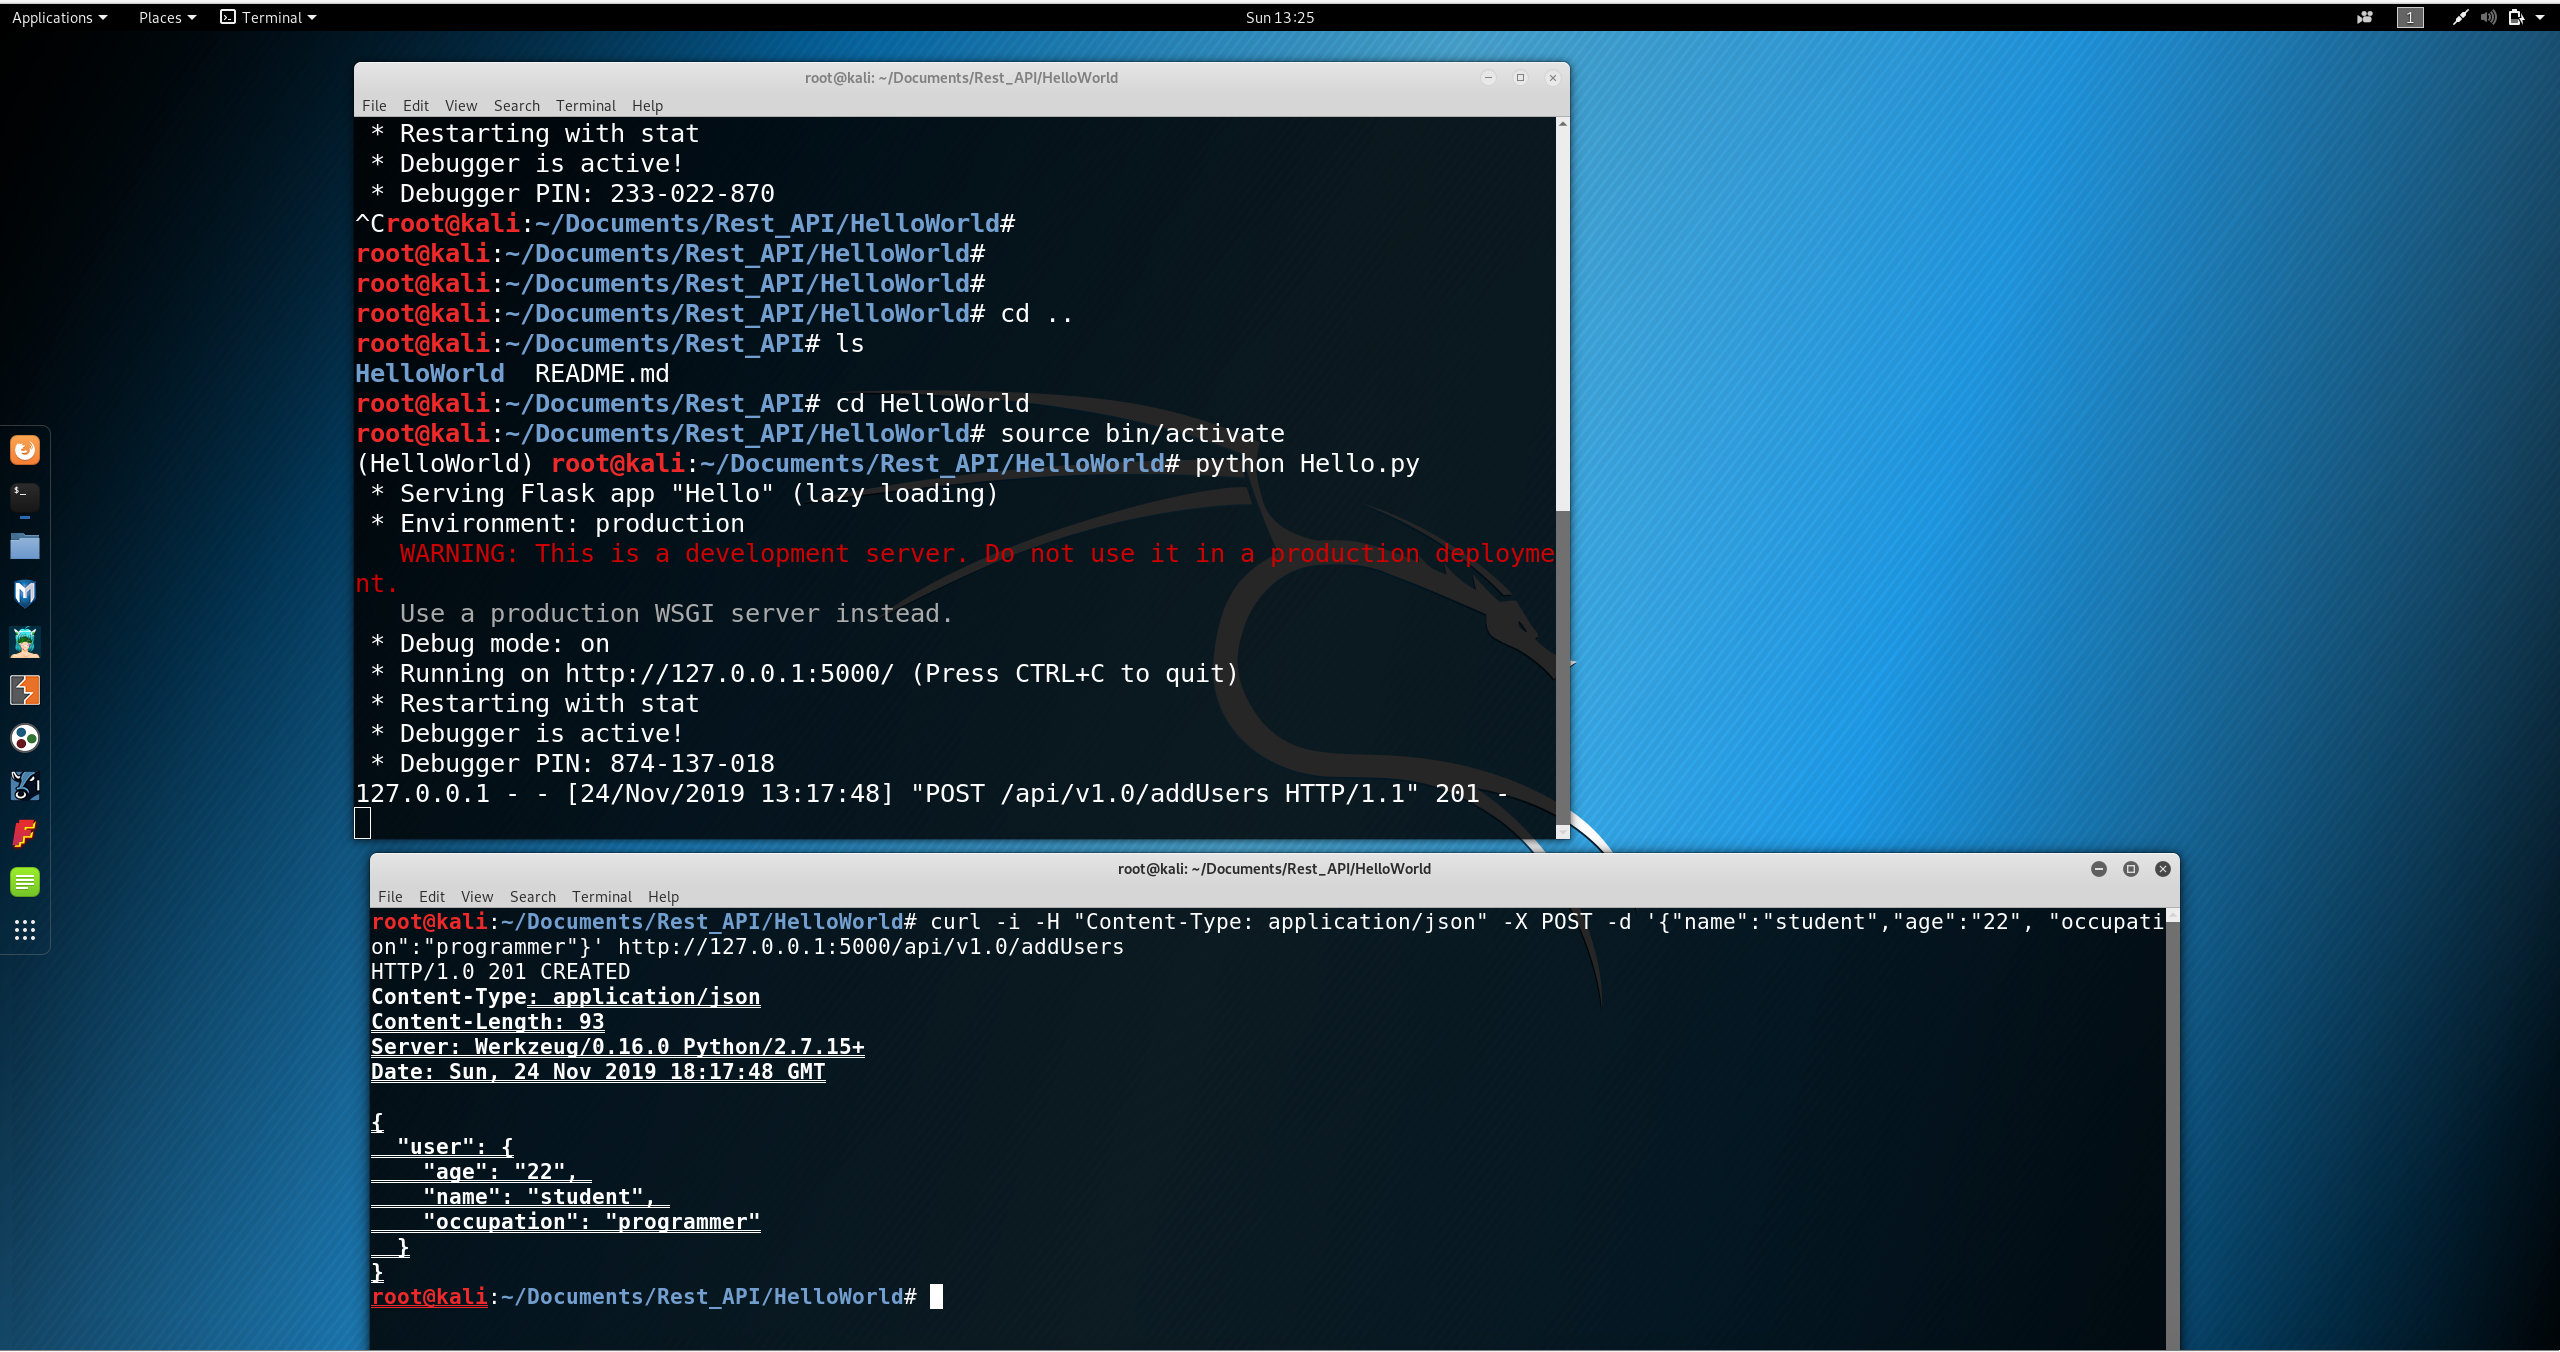 Applications Places Terminal Sun 13:25 1
root@kali: ~/Documents/Rest_API/HelloWorld
File Edit View Search Terminal Help
 * Restarting with stat
 * Debugger is active!
 * Debugger PIN: 233-022-870
^Croot@kali:~/Documents/Rest_API/HelloWorld#
root@kali:~/Documents/Rest_API/HelloWorld#
root@kali:~/Documents/Rest_API/HelloWorld#
root@kali:~/Documents/Rest_API/HelloWorld# cd ..
root@kali:~/Documents/Rest_API# ls
HelloWorld  README.md
root@kali:~/Documents/Rest_API# cd HelloWorld
root@kali:~/Documents/Rest_API/HelloWorld# source bin/activate
(HelloWorld) root@kali:~/Documents/Rest_API/HelloWorld# python Hello.py
 * Serving Flask app "Hello" (lazy loading)
 * Environment: production
   WARNING: This is a development server. Do not use it in a production deployme
nt.
   Use a production WSGI server instead.
 * Debug mode: on
 * Running on http://127.0.0.1:5000/ (Press CTRL+C to quit)
 * Restarting with stat
 * Debugger is active!
 * Debugger PIN: 874-137-018
127.0.0.1 - - [24/Nov/2019 13:17:48] "POST /api/v1.0/addUsers HTTP/1.1" 201 -
root@kali: ~/Documents/Rest_API/HelloWorld
File Edit View Search Terminal Help
root@kali:~/Documents/Rest_API/HelloWorld# curl -i -H "Content-Type: application/json" -X POST -d '{"name":"student","age":"22", "occupati
on":"programmer"}' http://127.0.0.1:5000/api/v1.0/addUsers
HTTP/1.0 201 CREATED
Content-Type: application/json
Content-Length: 93
Server: Werkzeug/0.16.0 Python/2.7.15+
Date: Sun, 24 Nov 2019 18:17:48 GMT

{
  "user": {
    "age": "22",
    "name": "student",
    "occupation": "programmer"
  }
}
root@kali:~/Documents/Rest_API/HelloWorld#